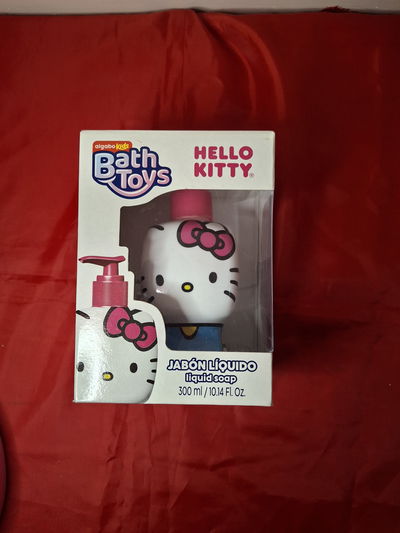 algabo kids
Bath
Toys
HELLO
KITTY®
JABÓN LÍQUIDO
liquid soap
300 ml / 10.14 Fl. Oz.